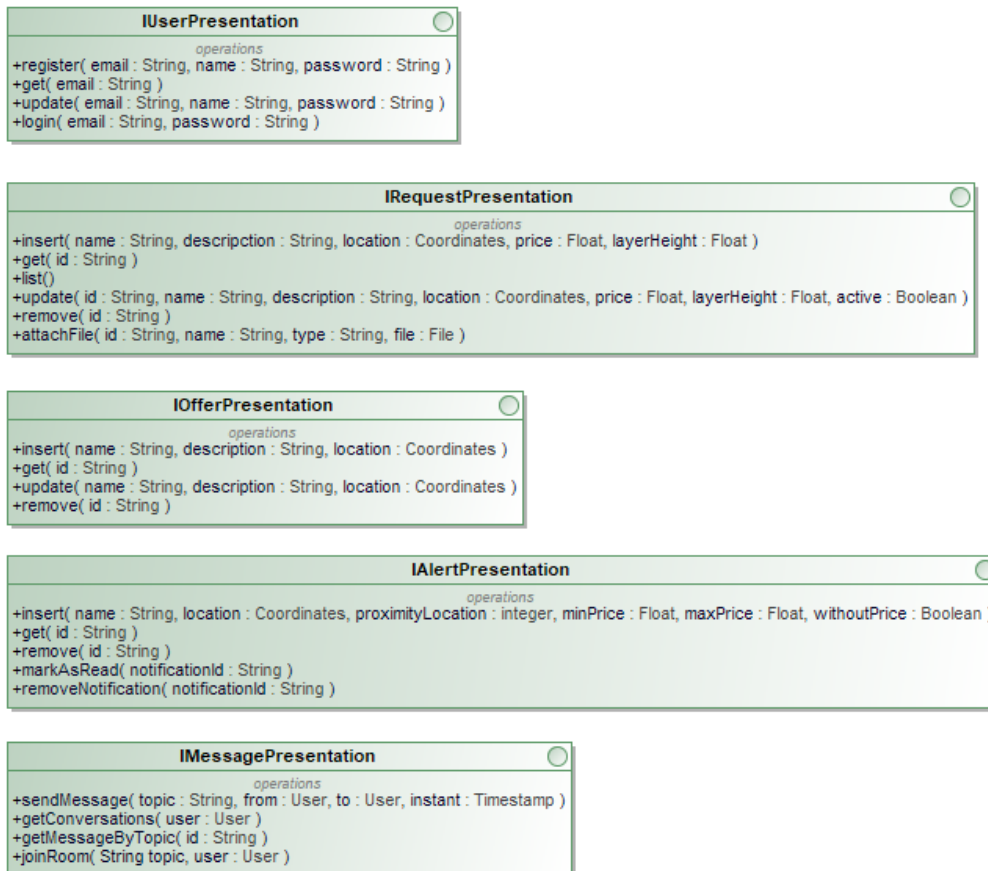 IUserPresentation
operations
+register( email : String, name : String, password : String )
+get( email : String )
+update( email : String, name : String, password : String )
+login( email : String, password : String )
IRequestPresentation
operations
+insert( name : String, descripction : String, location : Coordinates, price : Float, layerHeight : Float )
+get( id : String )
+list()
+update( id : String, name : String, description : String, location : Coordinates, price : Float, layerHeight : Float, active : Boolean )
+remove( id : String )
+attachFile( id : String, name : String, type : String, file : File )
IOfferPresentation
operations
+insert( name : String, description : String, location : Coordinates )
+get( id : String )
+update( name : String, description : String, location : Coordinates )
+remove( id : String )
IAlertPresentation
operations
+insert( name : String, location : Coordinates, proximityLocation : integer, minPrice : Float, maxPrice : Float, withoutPrice : Boolean )
+get( id : String )
+remove( id : String )
+markAsRead( notificationId : String )
+removeNotification( notificationId : String )
IMessagePresentation
operations
+sendMessage( topic : String, from : User, to : User, instant : Timestamp )
+getConversations( user : User )
+getMessageByTopic( id : String )
+joinRoom( String topic, user : User )